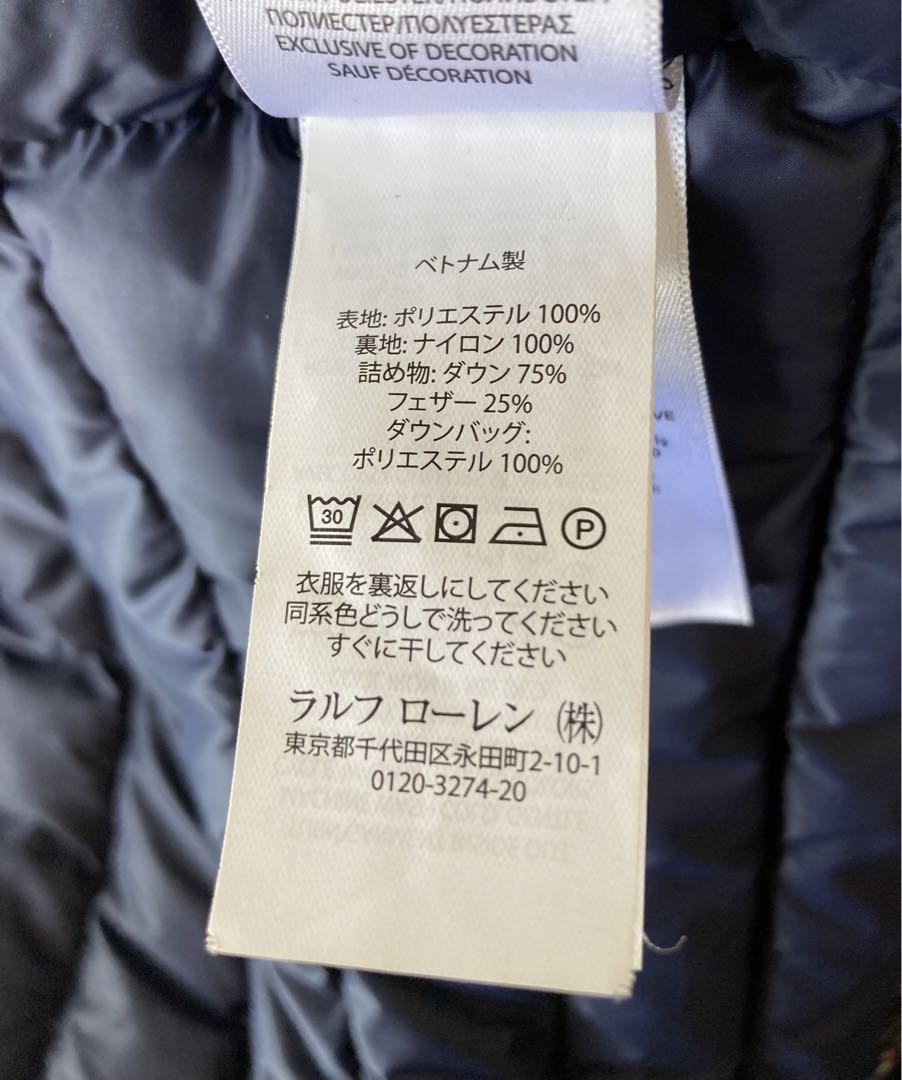 ПОЛИЕСТЕР/ΠΟΛΥΕΣΤΕΡΑΣ
EXCLUSIVE OF DECORATION
SAUF DÉCORATION
ベトナム製
表地: ポリエステル 100%
裏地: ナイロン 100%
詰め物: ダウン 75%
フェザー 25%
ダウンバッグ:
ポリエステル 100%
30 P
衣服を裏返しにしてください
同系色どうしで洗ってください
すぐに干してください
ラルフ ローレン (株)
東京都千代田区永田町2-10-1
0120-3274-20